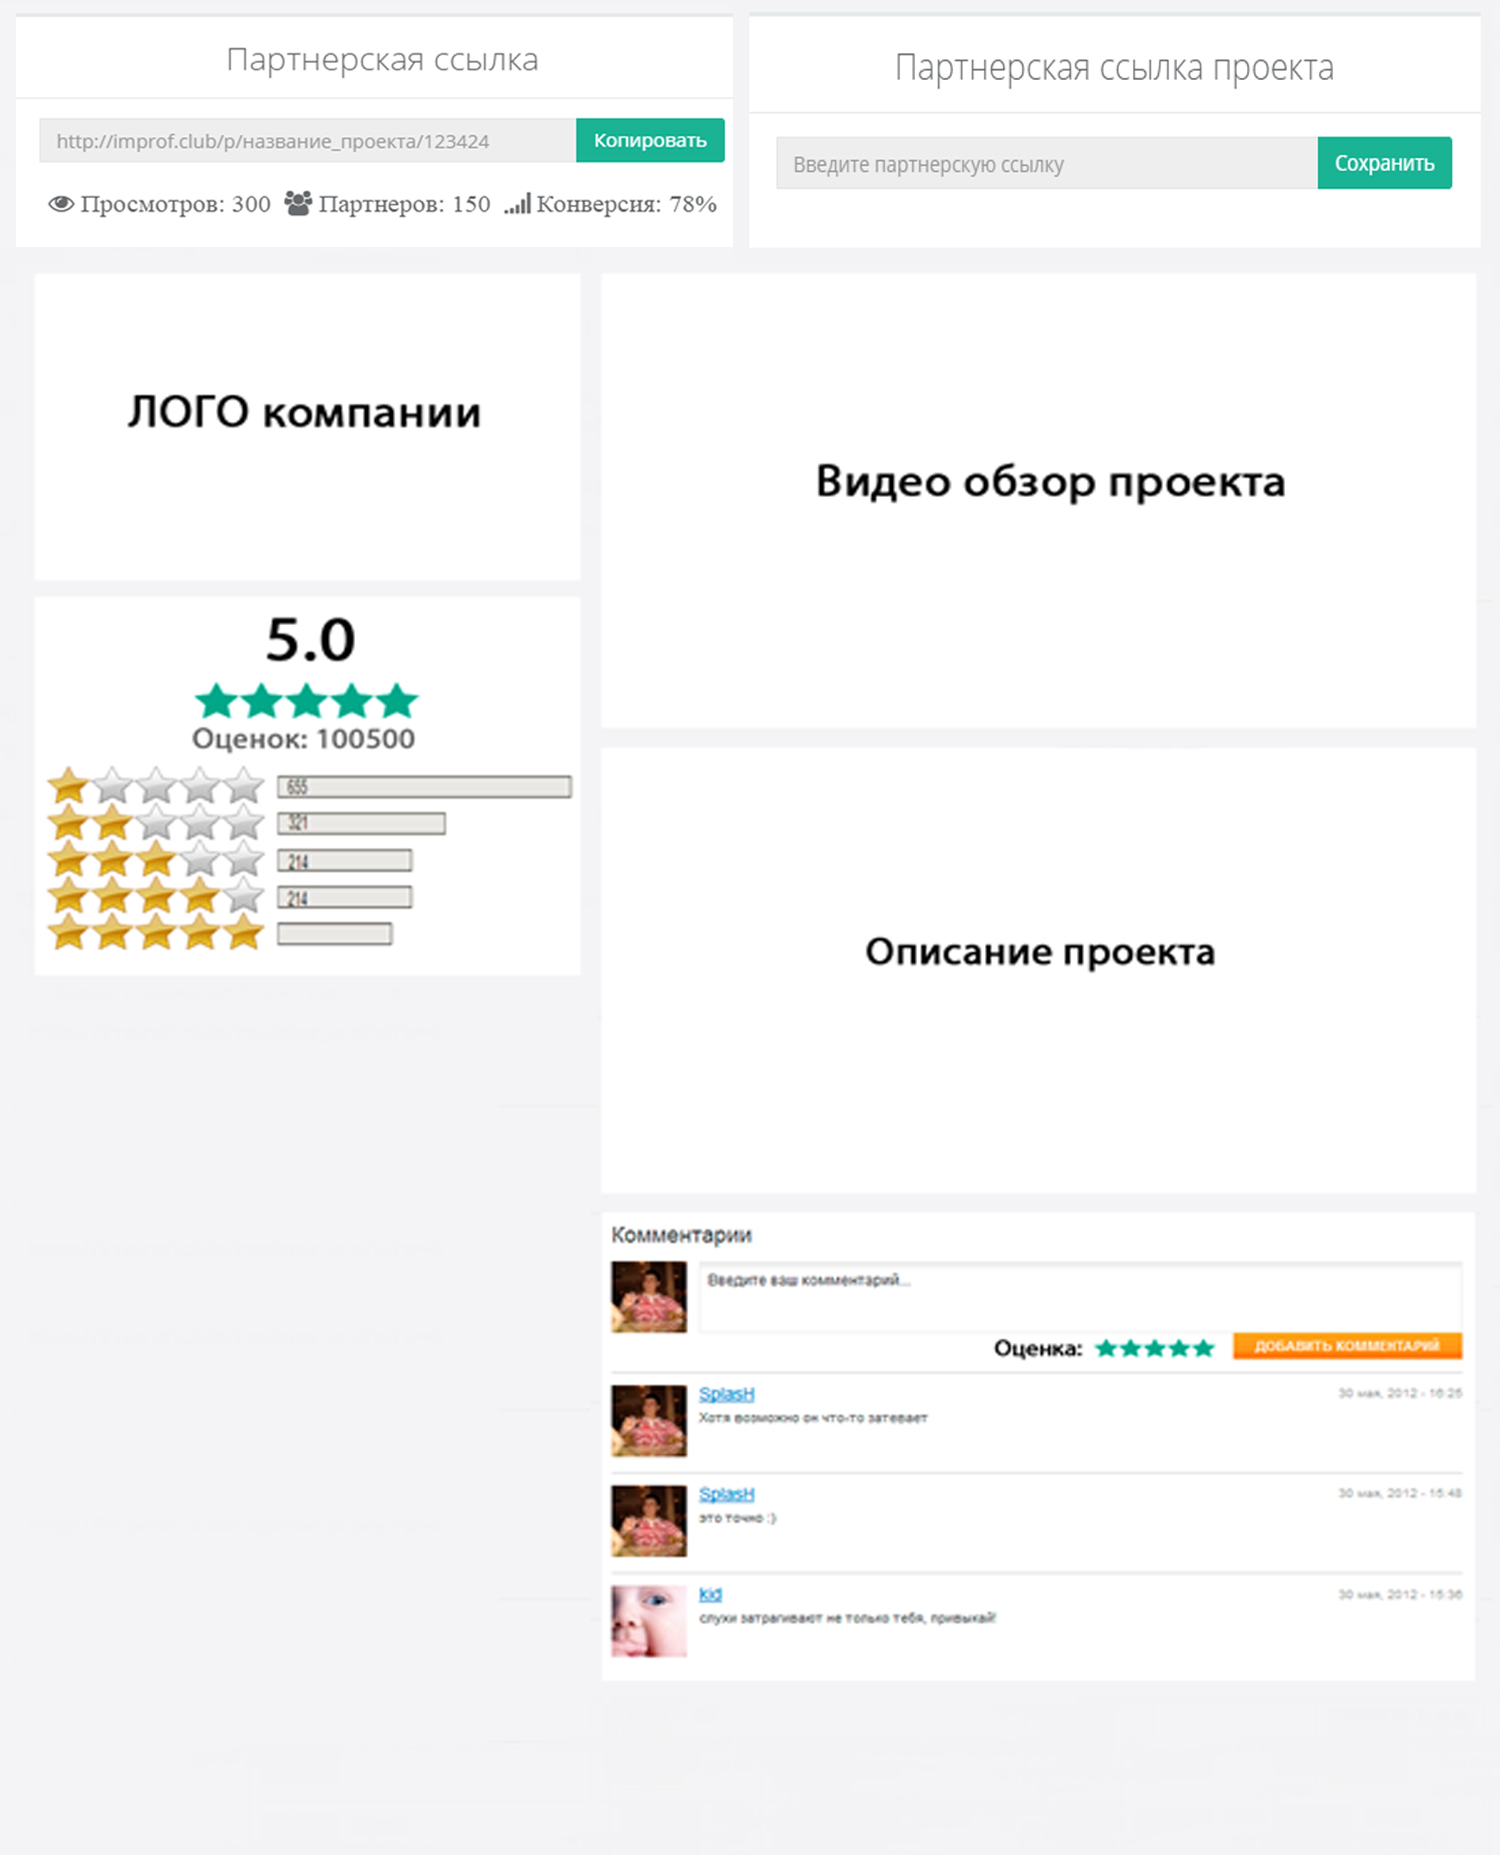 Партнерская ссылка
http://improf.club/p/название_проекта/123424
Копировать
Просмотров: 300 Партнеров: 150 Конверсия: 78%
Партнерская ссылка проекта
Введите партнерскую ссылку
Сохранить
ЛОГО компании
5.0
Оценок: 100500
655
321
214
214
Видео обзор проекта
Описание проекта
Комментарии
Введите ваш комментарий...
Оценка:
ДОБАВИТЬ КОММЕНТАРИЙ
SplasH
30 мая, 2012 - 16:25
Хотя возможно он что-то затевает
SplasH
30 мая, 2012 - 15:48
это точно :)
kid
30 мая, 2012 - 15:36
слухи затрагивают не только тебя, привыкай!